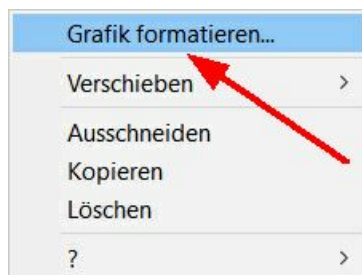 Grafik formatieren...
Verschieben
Ausschneiden
Kopieren
Löschen
?